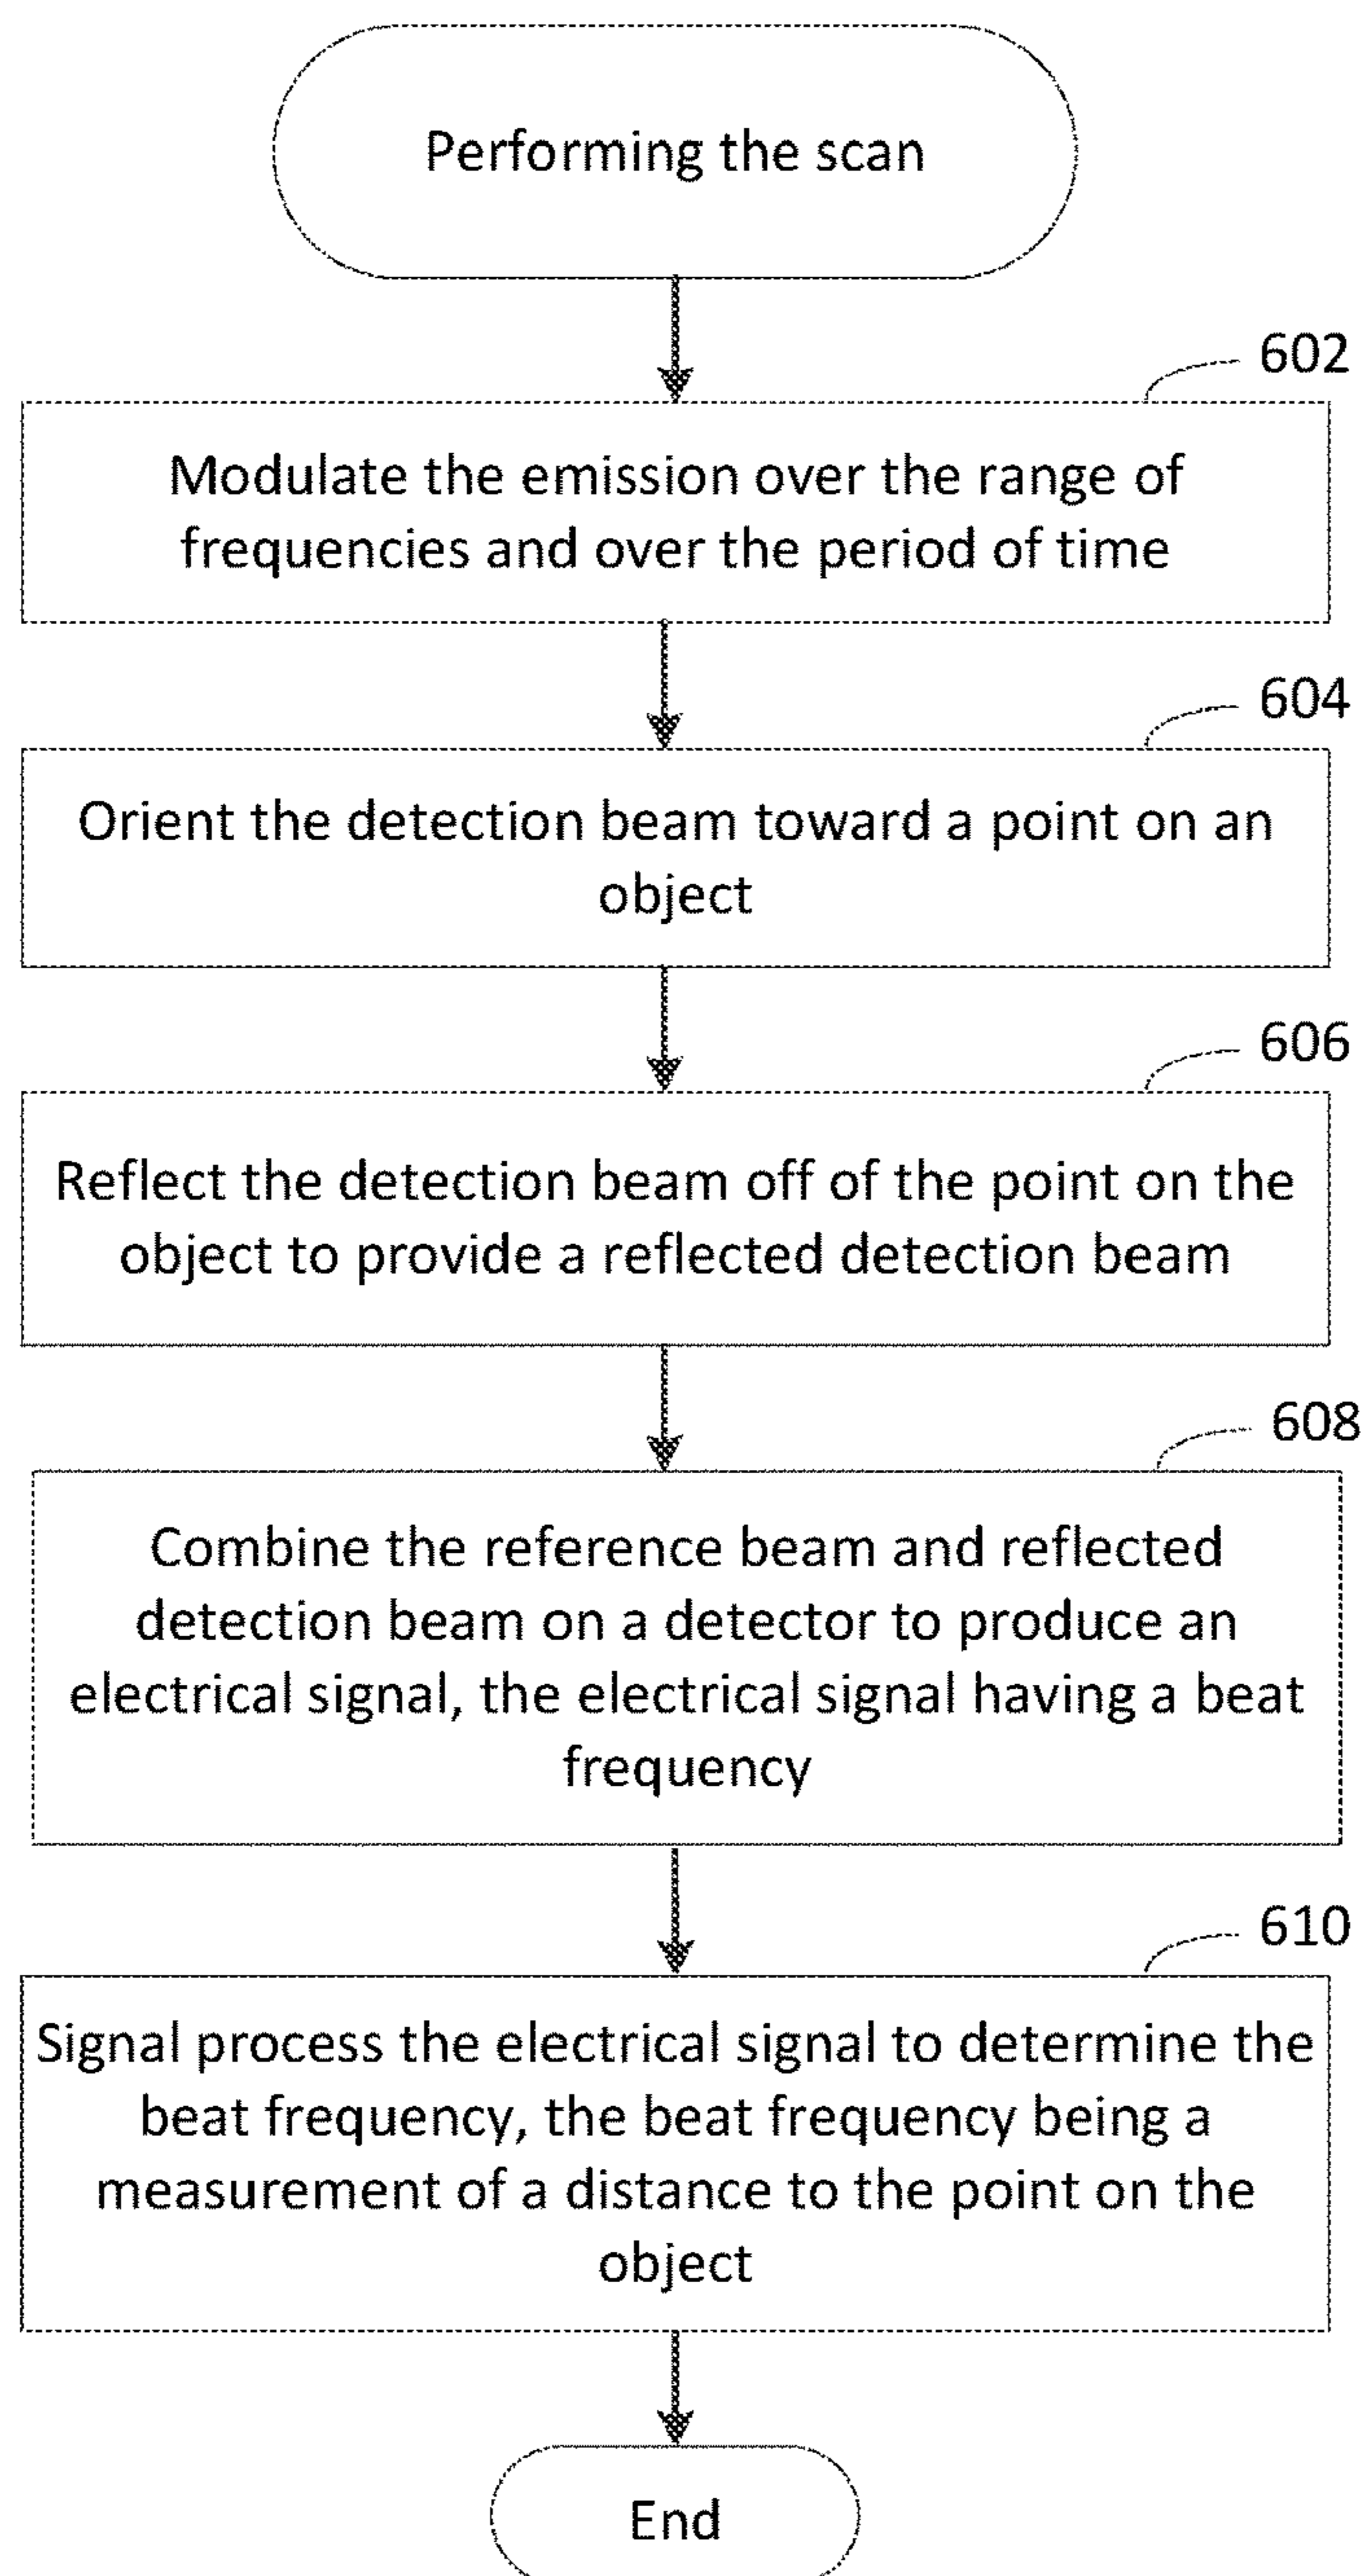 Performing the scan
602
Modulate the emission over the range of
frequencies and over the period of time
604
Orient the detection beam toward a point on an
object
606
Reflect the detection beam off of the point on the
object to provide a reflected detection beam
608
Combine the reference beam and reflected
detection beam on a detector to produce an
electrical signal, the electrical signal having a beat
frequency
610
Signal process the electrical signal to determine the
beat frequency, the beat frequency being a
measurement of a distance to the point on the
object
End